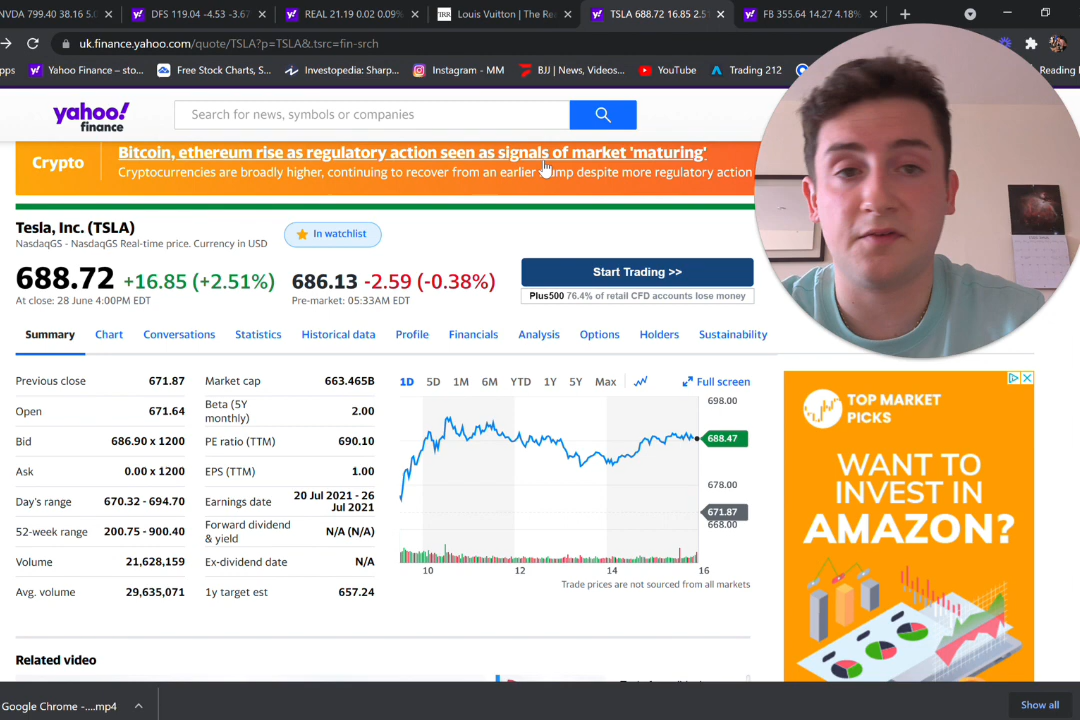 NVDA 799.40 38.16 5.0
DFS 119.04 -4.53 -3.67
REAL 21.19 0.02 0.09%
TRR Louis Vuitton | The Re
TSLA 688.72 16.85 2.51
FB 355.64 14.27 4.18%
uk.finance.yahoo.com/quote/TSLA?p=TSLA&.tsrc=fin-srch
pps
Yahoo Finance – sto...
Free Stock Charts, S...
Investopedia: Sharp...
Instagram - MM
BJJ | News, Videos...
YouTube
Trading 212
Reading
yahoo!
finance
Search for news, symbols or companies
Crypto
Bitcoin, ethereum rise as regulatory action seen as signals of market 'maturing'
Cryptocurrencies are broadly higher, continuing to recover from an earlier ump despite more regulatory action
Tesla, Inc. (TSLA)
NasdaqGS - NasdaqGS Real-time price. Currency in USD
In watchlist
688.72 +16.85 (+2.51%)
At close: 28 June 4:00PM EDT
686.13 -2.59 (-0.38%)
Pre-market: 05:33AM EDT
Start Trading >>
Plus500 76.4% of retail CFD accounts lose money
Summary Chart Conversations Statistics Historical data Profile Financials Analysis Options Holders Sustainability
Previous close 671.87
Open 671.64
Bid 686.90 x 1200
Ask 0.00 x 1200
Day's range 670.32 - 694.70
52-week range 200.75 - 900.40
Volume 21,628,159
Avg. volume 29,635,071
Market cap 663.465B
Beta (5Y
monthly) 2.00
PE ratio (TTM) 690.10
EPS (TTM) 1.00
Earnings date 20 Jul 2021 - 26
Jul 2021
Forward dividend
& yield N/A (N/A)
Ex-dividend date N/A
1y target est 657.24
1D 5D 1M 6M YTD 1Y 5Y Max
Full screen
698.00
688.47
678.00
671.87
668.00
10 12 14 16
Trade prices are not sourced from all markets
TOP MARKET
PICKS
WANT TO
INVEST IN
AMAZON?
Related video
Google Chrome -....mp4
Show all